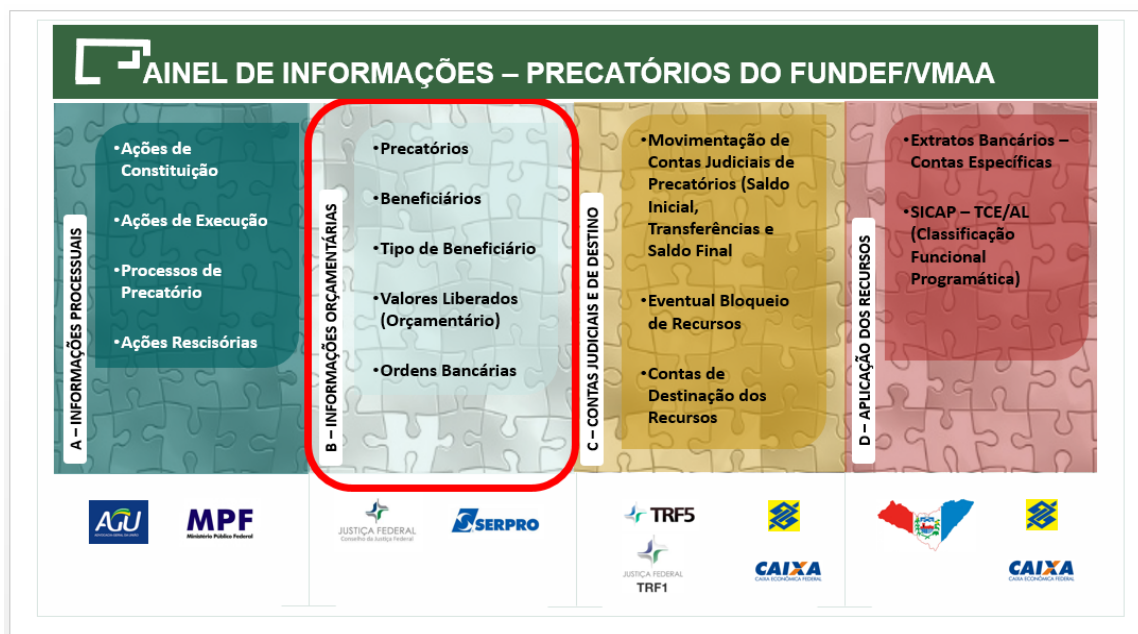 AINEL DE INFORMAÇÕES – PRECATÓRIOS DO FUNDEF/VMAA
A – INFORMAÇÕES PROCESSUAIS
•Ações de
Constituição
•Ações de Execução
•Processos de
Precatório
•Ações Rescisórias
B – INFORMAÇÕES ORÇAMENTÁRIAS
•Precatórios
•Beneficiários
•Tipo de Beneficiário
•Valores Liberados
(Orçamentário)
•Ordens Bancárias
C – CONTAS JUDICIAIS E DE DESTINO
•Movimentação de
Contas Judiciais de
Precatórios (Saldo
Inicial,
Transferências e
Saldo Final
•Eventual Bloqueio
de Recursos
•Contas de
Destinação dos
Recursos
D – APLICAÇÃO DOS RECURSOS
•Extratos Bancários –
Contas Específicas
•SICAP – TCE/AL
(Classificação
Funcional
Programática)
AGU
ADVOCACIA-GERAL DA UNIÃO
MPF
Ministério Público Federal
JUSTIÇA FEDERAL
Conselho da Justiça Federal
SERPRO
TRF5
JUSTIÇA FEDERAL
TRF1
CAIXA
CAIXA ECONÔMICA FEDERAL
CAIXA
CAIXA ECONÔMICA FEDERAL